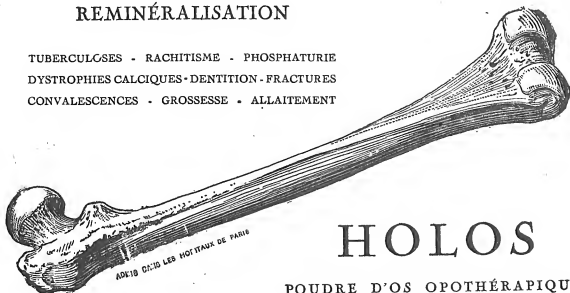 REMINÉRALISATION
TUBERCULOSES - RACHITISME - PHOSPHATURIE
DYSTROPHIES CALCIQUES - DENTITION - FRACTURES
CONVALESCENCES - GROSSESSE - ALLAITEMENT
ADMIS DANS LES HOPITAUX DE PARIS
HOLOS
POUDRE D'OS OPOTHÉRAPIQU